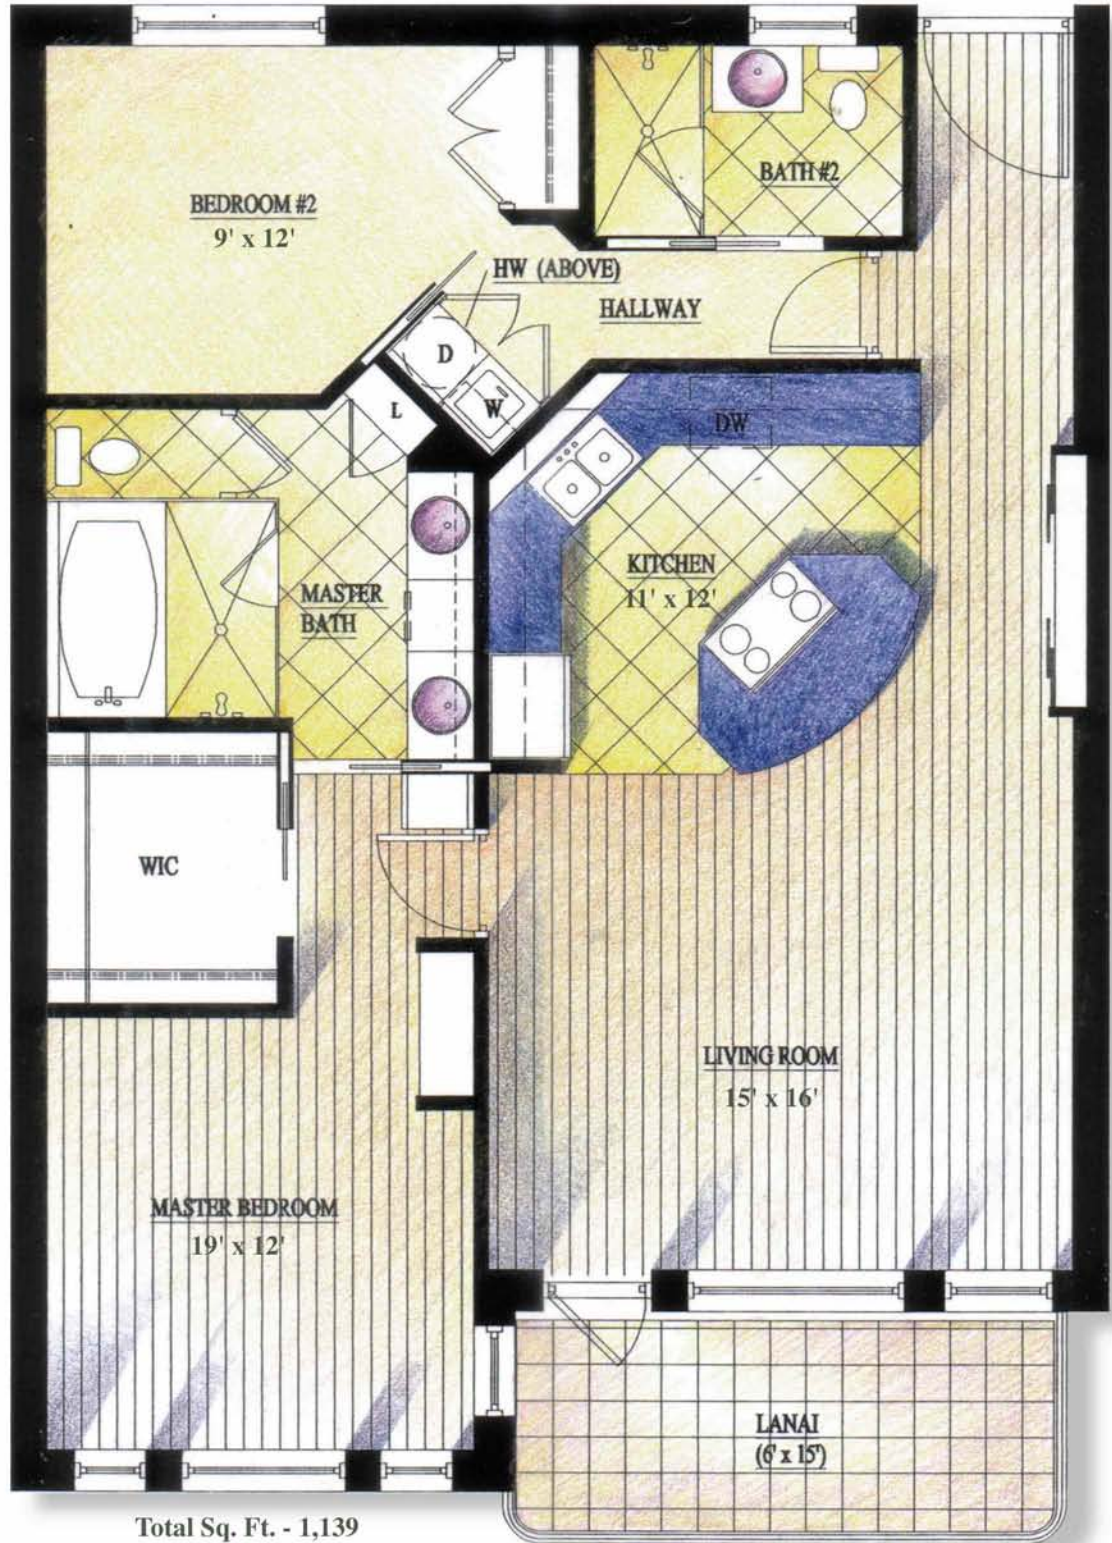 BEDROOM #2
9' x 12'
BATH #2
HW (ABOVE)
HALLWAY
D
W
L
DW
KITCHEN
11' x 12'
MASTER
BATH
WIC
LIVING ROOM
15' x 16'
MASTER BEDROOM
19' x 12'
LANAI
(6' x 15')
Total Sq. Ft. - 1,139